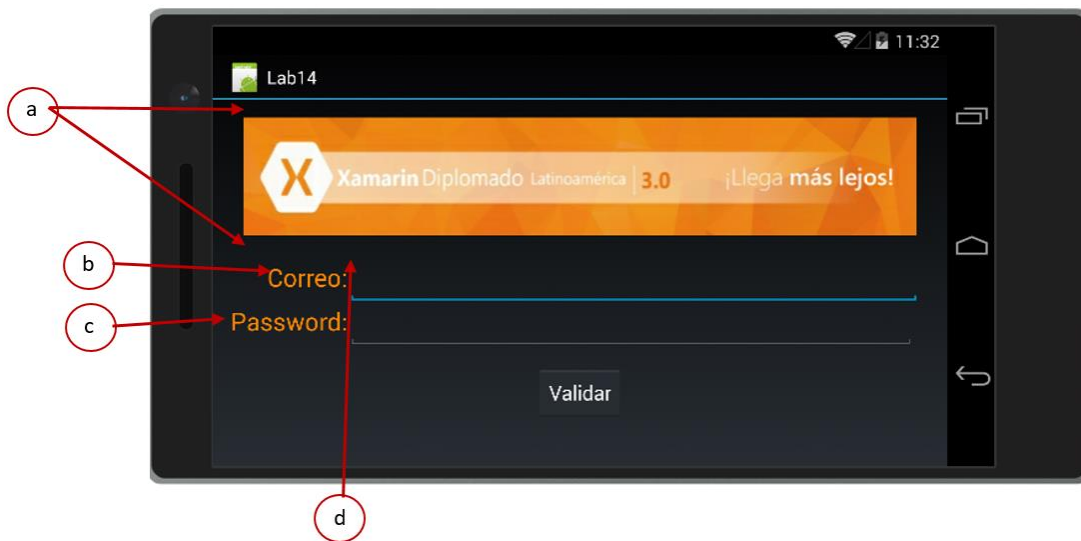 11:32
Lab14
a
X Xamarin Diplomado Latinoamérica | 3.0 ¡Llega más lejos!
b
Correo:
c
Password:
Validar
d